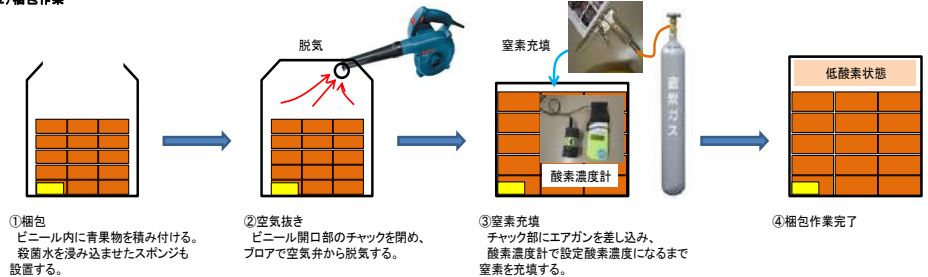 梱包作業
脱気
窒素充填
窒素ガス
酸素濃度計
低酸素状態
①梱包
ビニール内に青果物を積み付ける。
殺菌水を浸み込ませたスポンジも
設置する。
②空気抜き
ビニール開口部のチャックを閉め、
ブロアで空気弁から脱気する。
③窒素充填
チャック部にエアガンを差し込み、
酸素濃度計で設定酸素濃度になるまで
窒素を充填する。
④梱包作業完了